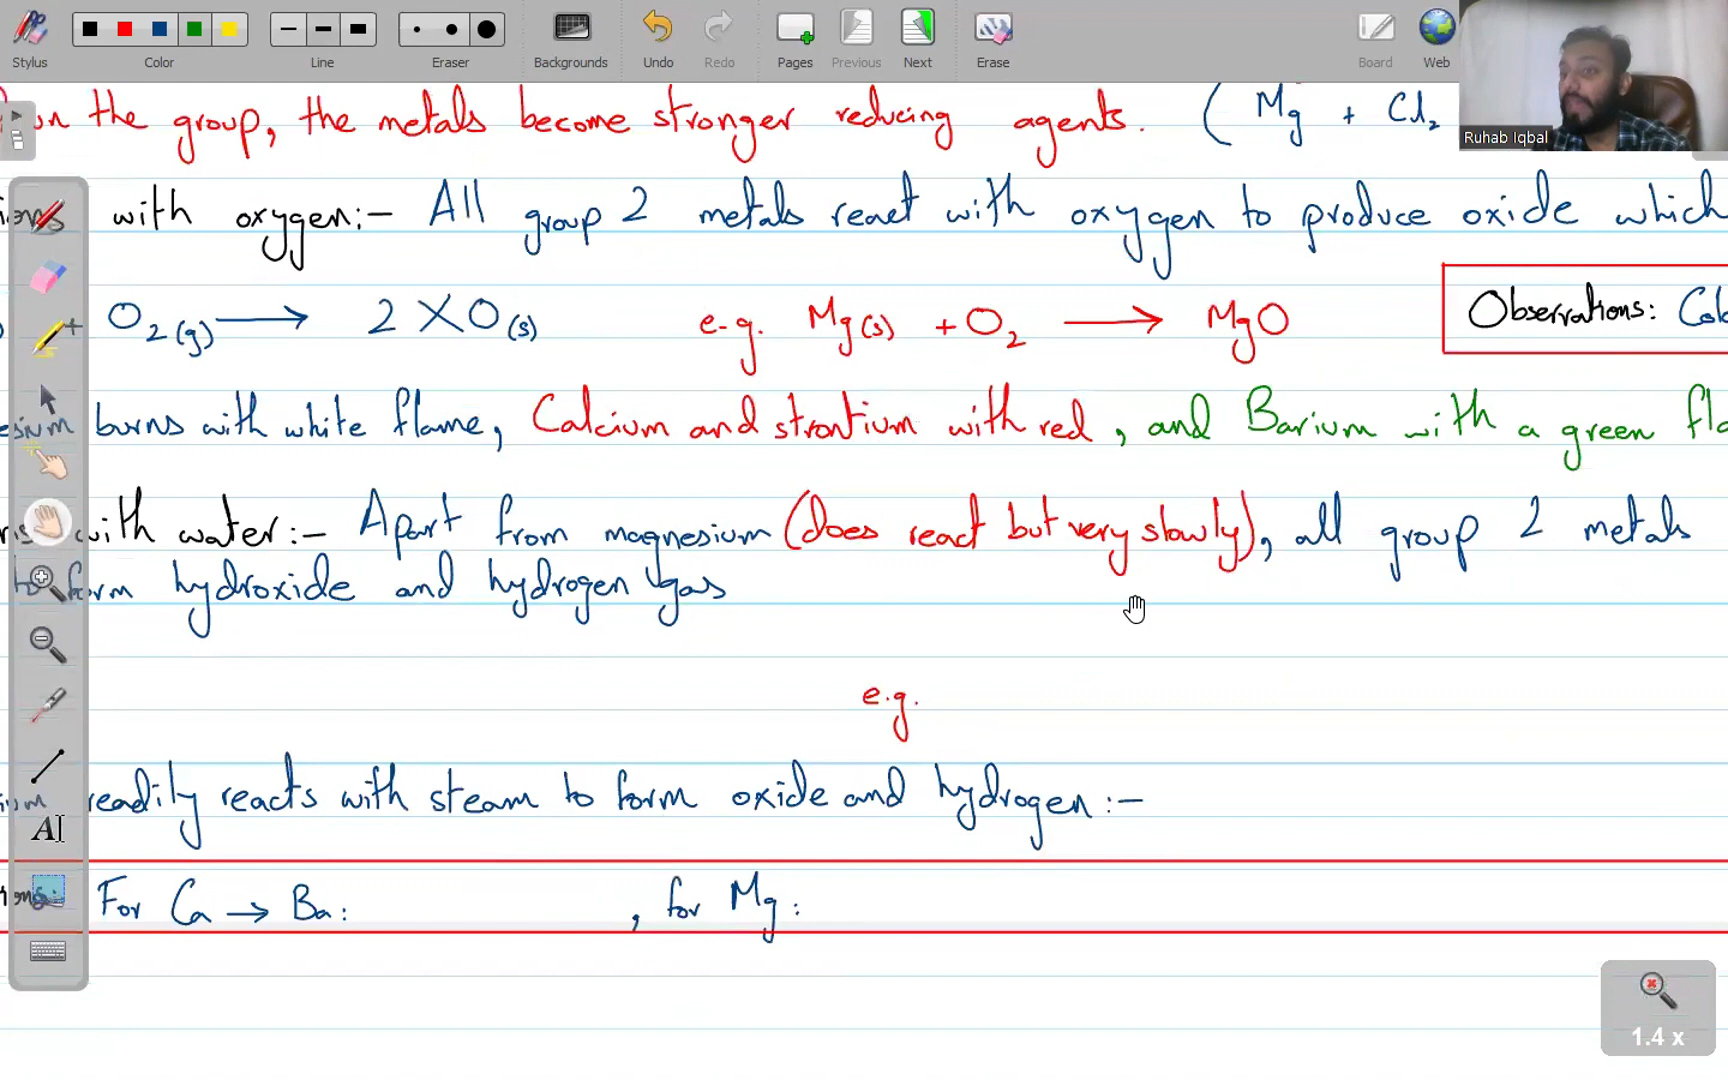 Stylus
Color
Line
Eraser
Backgrounds
Undo
Redo
Pages
Previous
Next
Erase
Board
Web
Ruhab Iqbal
the group, the metals become stronger reducing agents. ( Mg + Cl₂
with oxygen:- All group 2 metals react with oxygen to produce oxide which
O₂(g) → 2XO(s) e.g. Mg(s) + O₂ → MgO Observations:
burns with white flame, Calcium and strontium with red, and Barium with a green
with water:- Apart from magnesium (does react but very slowly), all group 2 metals
to form hydroxide and hydrogen gas
e.g.
readily reacts with steam to form oxide and hydrogen:-
For Ca → Ba: , for Mg:
1.4 x